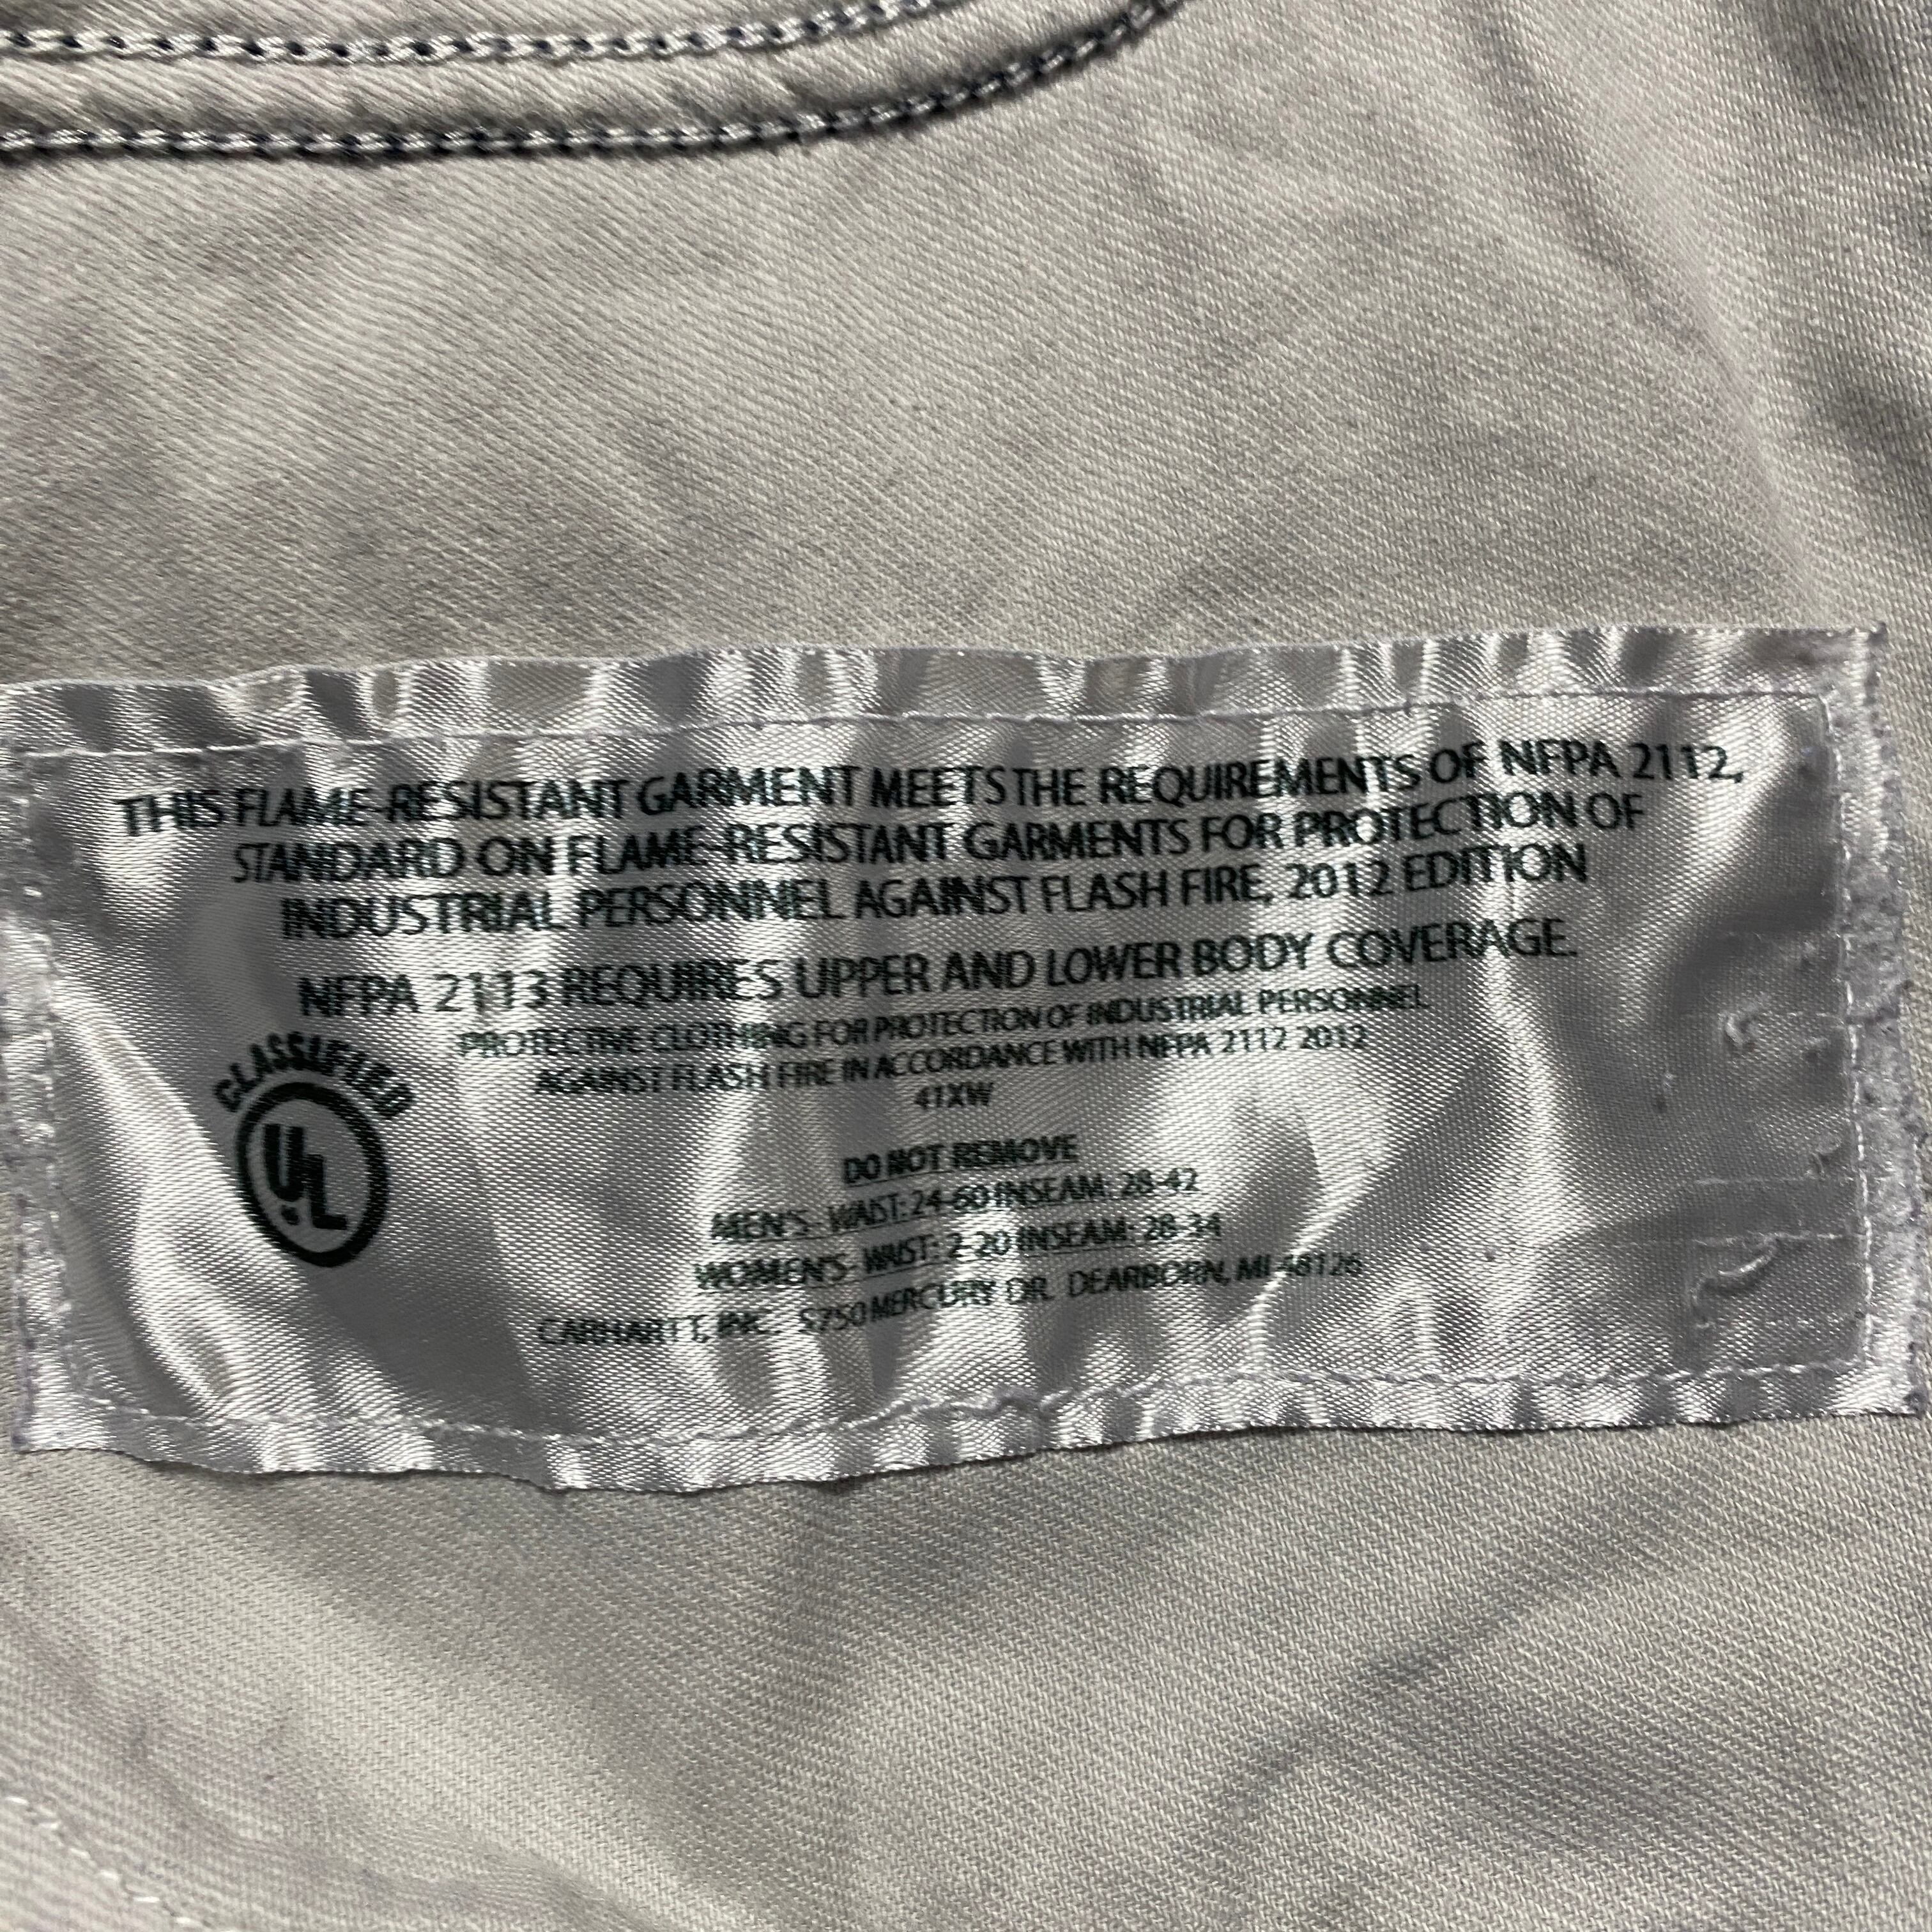 THIS FLAME-RESISTANT GARMENT MEETS THE REQUIREMENTS OF NFPA 2112,
STANDARD ON FLAME-RESISTANT GARMENTS FOR PROTECTION OF
INDUSTRIAL PERSONNEL AGAINST FLASH FIRE, 2012 EDITION
NFPA 2113 REQUIRES UPPER AND LOWER BODY COVERAGE.
PROTECTIVE CLOTHING FOR PROTECTION OF INDUSTRIAL PERSONNEL
AGAINST FLASH FIRE IN ACCORDANCE WITH NFPA 2112 2012
41XW
CLASSIFIED
UL
DO NOT REMOVE
MEN'S- WAIST: 24-60 INSEAM: 28-42
WOMEN'S- WAIST: 2-20 INSEAM: 28-34
CARHARTT, INC. 5750 MERCURY DR. DEARBORN, MI 48126